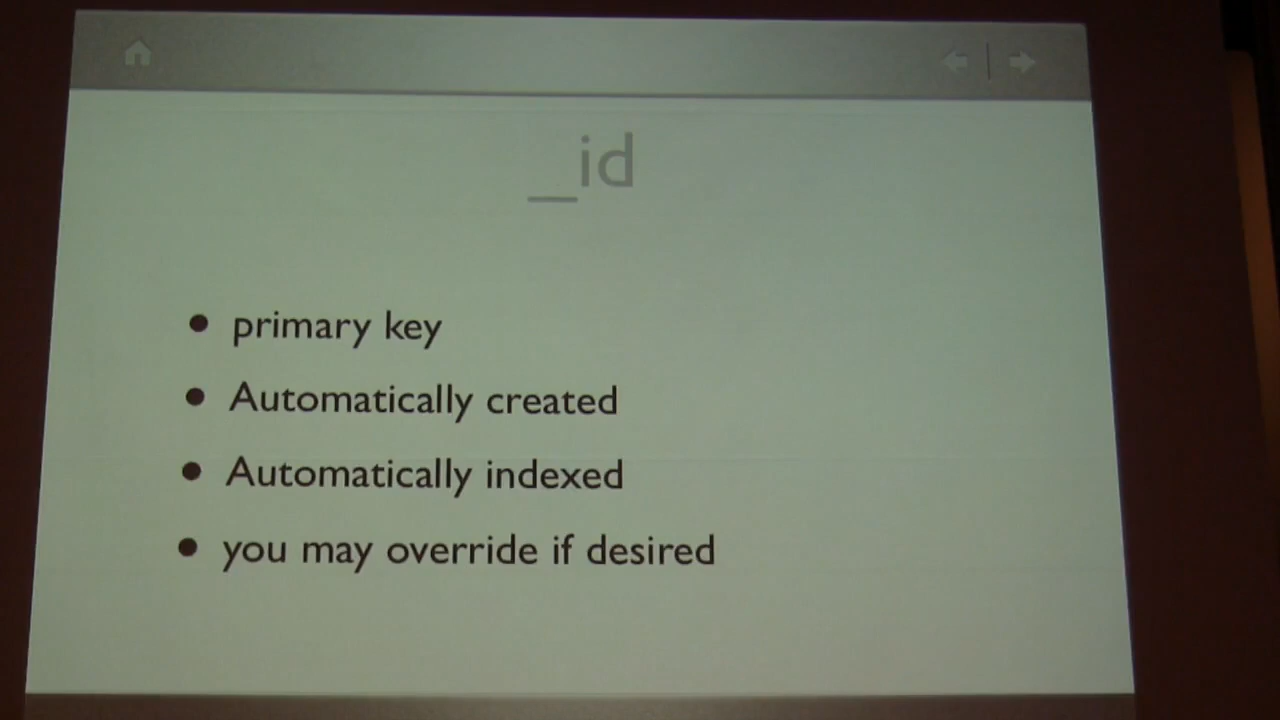 _id
• primary key
• Automatically created
• Automatically indexed
• you may override if desired